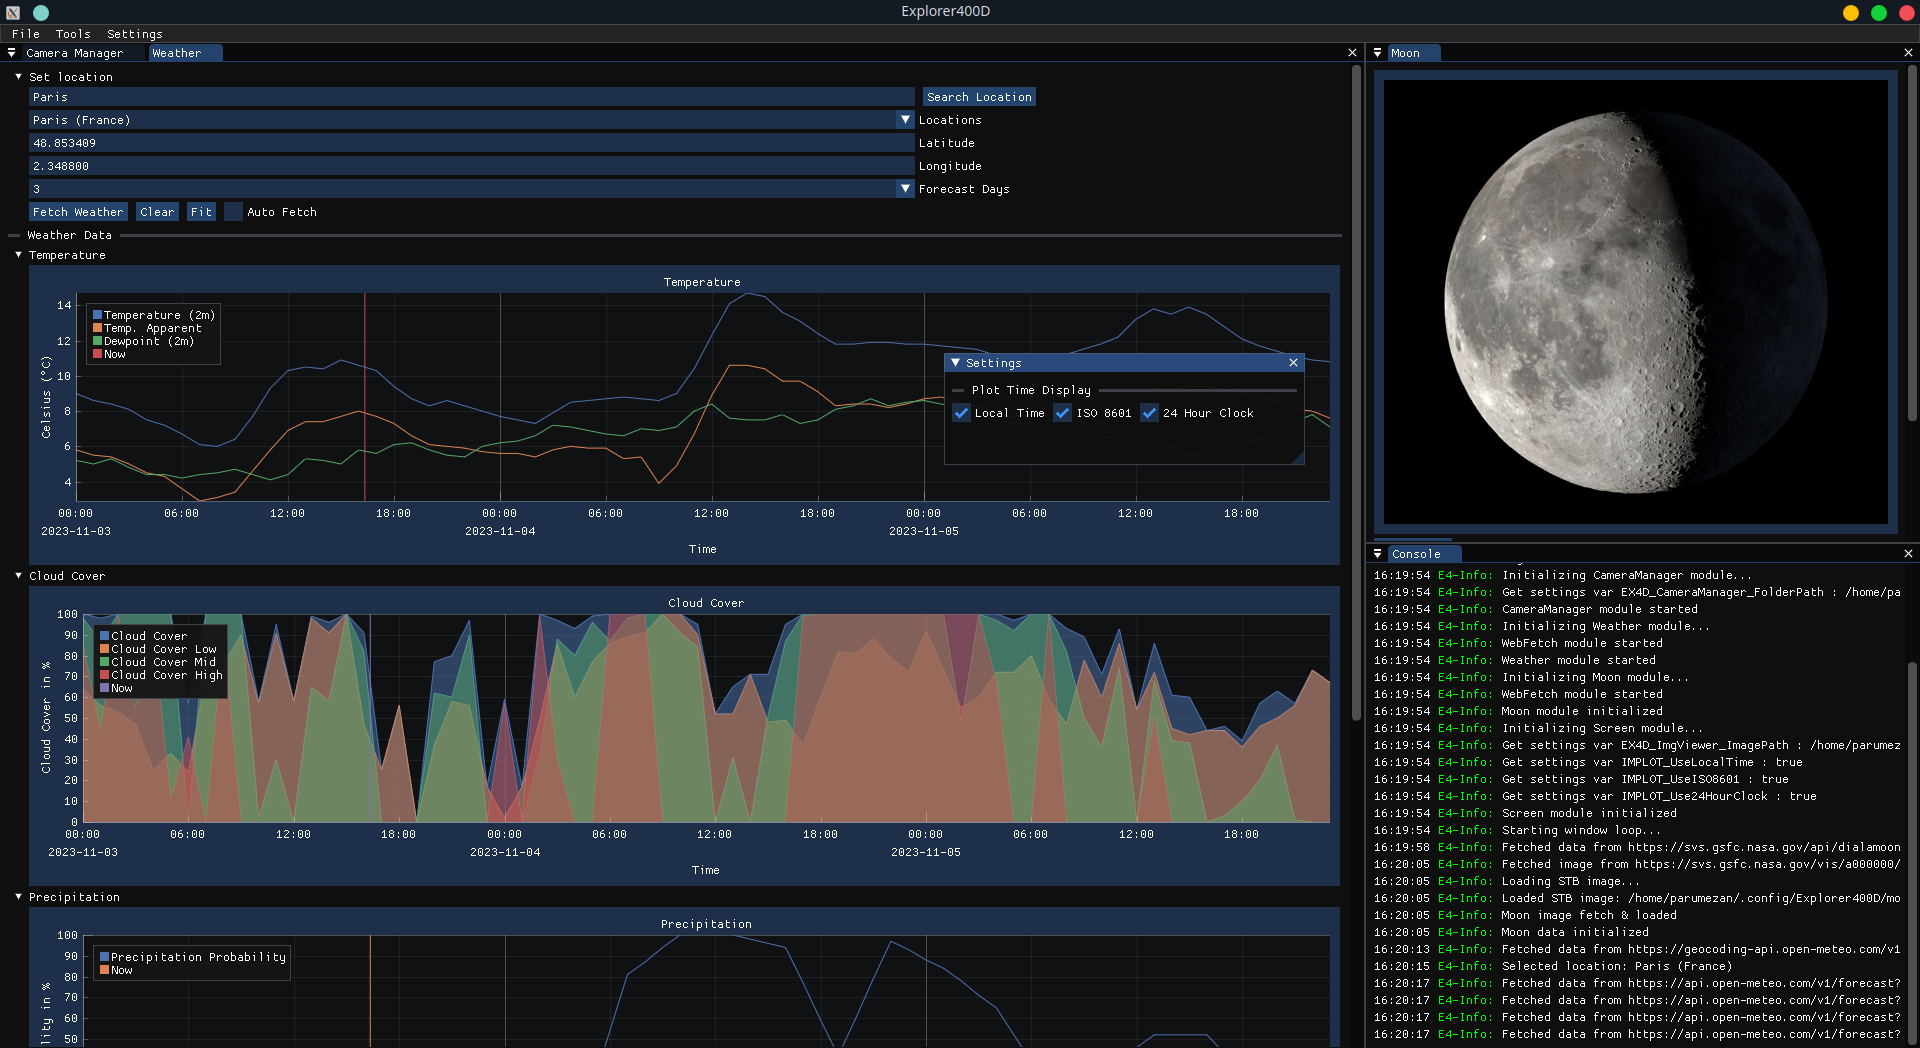 Explorer400D
File Tools Settings
Camera Manager Weather
Set location
Paris Search Location
Paris (France) Locations
48.853409 Latitude
2.348800 Longitude
3 Forecast Days
Fetch Weather Clear Fit Auto Fetch
Weather Data
Temperature
Temperature
Temperature (2m)
Temp. Apparent
Dewpoint (2m)
Now
Celsius (°C)
14
12
10
8
6
4
00:00 06:00 12:00 18:00 00:00 06:00 12:00 18:00 00:00 06:00 12:00 18:00
2023-11-03 2023-11-04 2023-11-05
Time
Settings
Plot Time Display
Local Time ISO 8601 24 Hour Clock
Cloud Cover
Cloud Cover
Cloud Cover
Cloud Cover Low
Cloud Cover Mid
Cloud Cover High
Now
Cloud Cover in %
100
90
80
70
60
50
40
30
20
10
0
00:00 06:00 12:00 18:00 00:00 06:00 12:00 18:00 00:00 06:00 12:00 18:00
2023-11-03 2023-11-04 2023-11-05
Time
Precipitation
Precipitation
Precipitation Probability
Now
lity in %
100
90
80
70
60
50
Moon
Console
16:19:54 E4-Info: Initializing CameraManager module...
16:19:54 E4-Info: Get settings var EX4D_CameraManager_FolderPath : /home/pa
16:19:54 E4-Info: CameraManager module started
16:19:54 E4-Info: Initializing Weather module...
16:19:54 E4-Info: WebFetch module started
16:19:54 E4-Info: Weather module started
16:19:54 E4-Info: Initializing Moon module...
16:19:54 E4-Info: WebFetch module started
16:19:54 E4-Info: Moon module initialized
16:19:54 E4-Info: Initializing Screen module...
16:19:54 E4-Info: Get settings var EX4D_ImgViewer_ImagePath : /home/parumez
16:19:54 E4-Info: Get settings var IMPLOT_UseLocalTime : true
16:19:54 E4-Info: Get settings var IMPLOT_UseISO8601 : true
16:19:54 E4-Info: Get settings var IMPLOT_Use24HourClock : true
16:19:54 E4-Info: Screen module initialized
16:19:54 E4-Info: Starting window loop...
16:19:58 E4-Info: Fetched data from https://svs.gsfc.nasa.gov/api/dialamoon
16:20:05 E4-Info: Fetched image from https://svs.gsfc.nasa.gov/vis/a000000/
16:20:05 E4-Info: Loading STB image...
16:20:05 E4-Info: Loaded STB image: /home/parumezan/.config/Explorer400D/mo
16:20:05 E4-Info: Moon image fetch & loaded
16:20:05 E4-Info: Moon data initialized
16:20:13 E4-Info: Fetched data from https://geocoding-api.open-meteo.com/v1
16:20:15 E4-Info: Selected location: Paris (France)
16:20:17 E4-Info: Fetched data from https://api.open-meteo.com/v1/forecast?
16:20:17 E4-Info: Fetched data from https://api.open-meteo.com/v1/forecast?
16:20:17 E4-Info: Fetched data from https://api.open-meteo.com/v1/forecast?
16:20:17 E4-Info: Fetched data from https://api.open-meteo.com/v1/forecast?